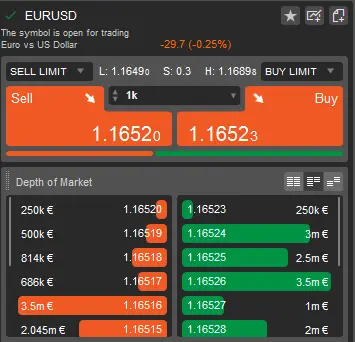 EURUSD
The symbol is open for trading
Euro vs US Dollar -29.7 (-0.25%)
SELL LIMIT L: 1.16490 S: 0.3 H: 1.16898 BUY LIMIT
Sell 1k Buy
1.16520 1.16523
Depth of Market
250k € 1.16520 1.16523 250k €
500k € 1.16519 1.16524 3m €
814k € 1.16518 1.16525 2.5m €
686k € 1.16517 1.16526 3.5m €
3.5m € 1.16516 1.16527 1m €
2.045m € 1.16515 1.16528 2m €